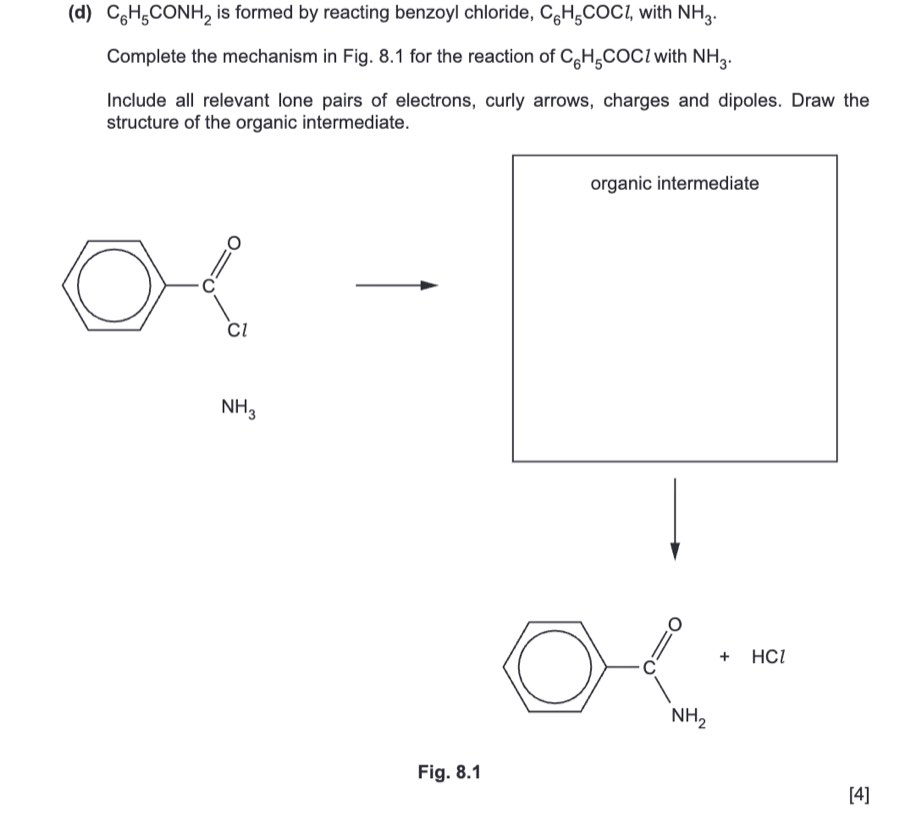 (d) C₆H₅CONH₂ is formed by reacting benzoyl chloride, C₆H₅COCl, with NH₃.
Complete the mechanism in Fig. 8.1 for the reaction of C₆H₅COCl with NH₃.
Include all relevant lone pairs of electrons, curly arrows, charges and dipoles. Draw the
structure of the organic intermediate.
organic intermediate
O
C
Cl
NH₃
O
C
+ HCl
NH₂
Fig. 8.1
[4]